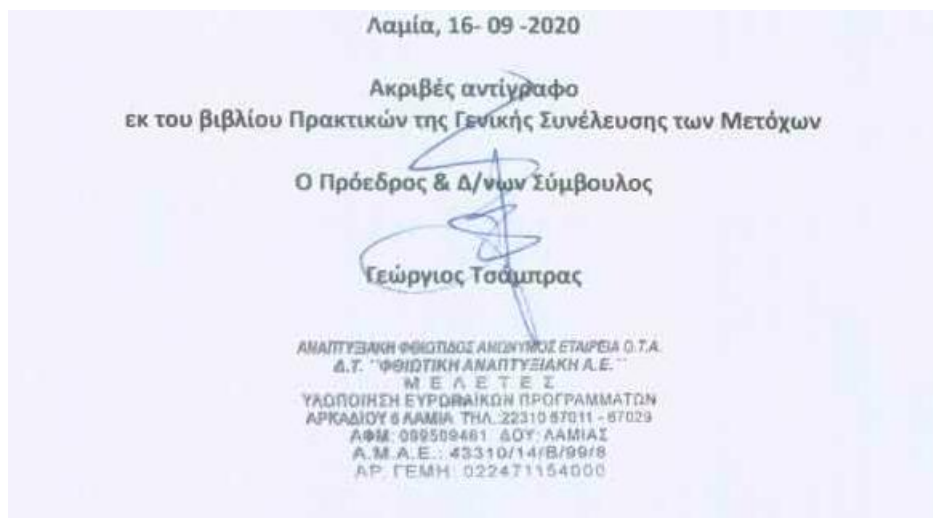 Λαμία, 16- 09 -2020
Ακριβές αντίγραφο
εκ του βιβλίου Πρακτικών της Γενικής Συνέλευσης των Μετόχων
Ο Πρόεδρος & Δ/νων Σύμβουλος
Γεώργιος Τσάμπρας
ΑΝΑΠΤΥΞΙΑΚΗ ΦΘΙΩΤΙΔΟΣ ΑΝΩΝΥΜΟΣ ΕΤΑΙΡΕΙΑ Ο.Τ.Α.
Δ.Τ. ¨ΦΘΙΩΤΙΚΗ ΑΝΑΠΤΥΞΙΑΚΗ Α.Ε.¨
ΜΕΛΕΤΕΣ
ΥΛΟΠΟΙΗΣΗ ΕΥΡΩΠΑΪΚΩΝ ΠΡΟΓΡΑΜΜΑΤΩΝ
ΑΡΚΑΔΙΟΥ 6 ΛΑΜΙΑ ΤΗΛ.:22310 67011 - 67029
ΑΦΜ: 099509461 ΔΟΥ: ΛΑΜΙΑΣ
Α.Μ.Α.Ε.: 43310/14/Β/99/8
ΑΡ. ΓΕΜΗ: 022471154000